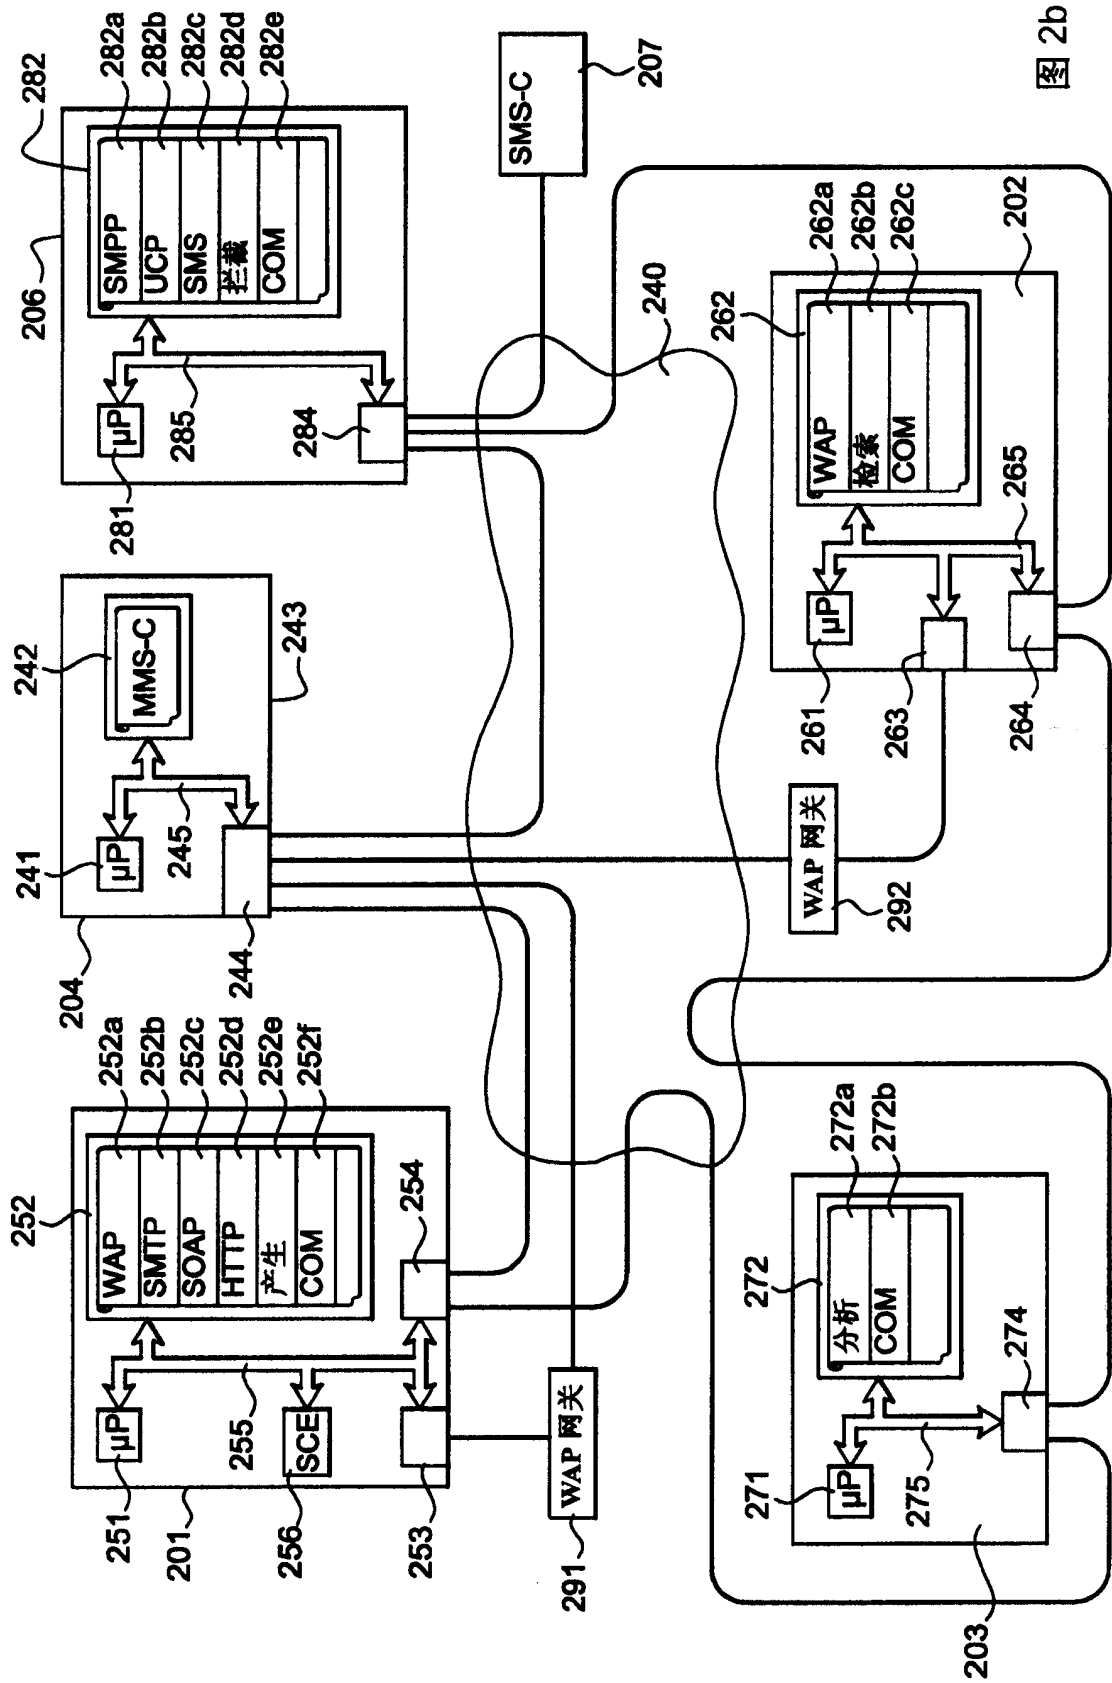 252
WAP
252a
SMTP
252b
SOAP
252c
HTTP
252d
产生
252e
COM
252f
μP
251
255
SCE
256
253
254
201
242
MMS-C
μP
241
245
243
244
204
282
SMPP
282a
UCP
282b
SMS
282c
拦截
282d
COM
282e
μP
281
285
284
206
SMS-C
207
240
WAP 网关
291
WAP 网关
292
272
分析
272a
COM
272b
μP
271
275
274
203
262
WAP
262a
检索
262b
COM
262c
μP
261
263
265
264
202
图 2b